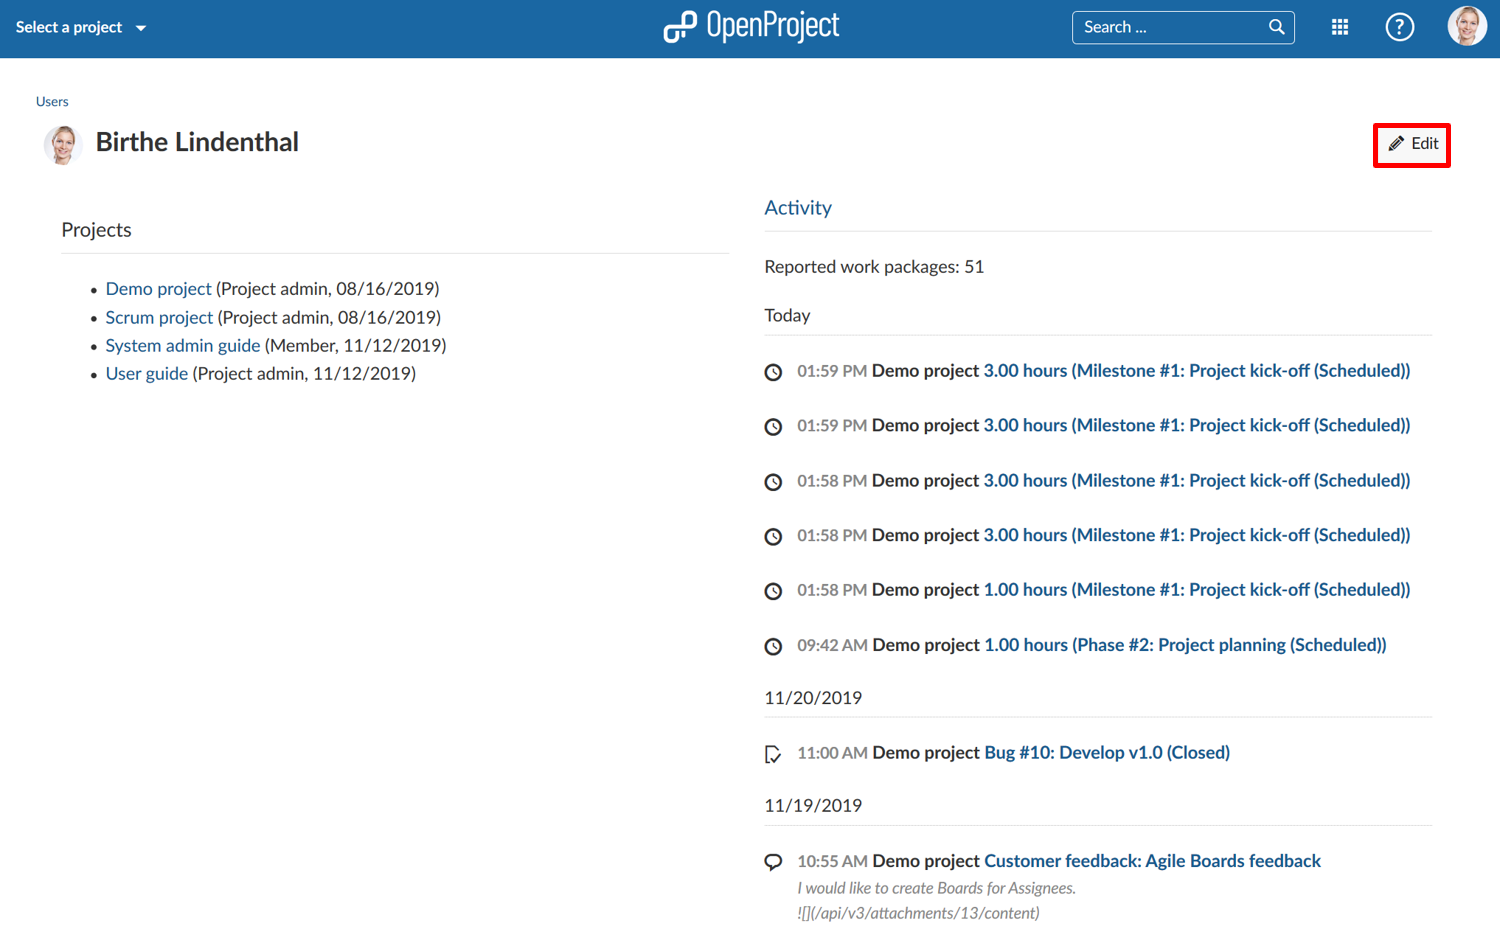 Select a project
OpenProject
Search ...
?
Users
Birthe Lindenthal
Edit
Projects
Demo project (Project admin, 08/16/2019)
Scrum project (Project admin, 08/16/2019)
System admin guide (Member, 11/12/2019)
User guide (Project admin, 11/12/2019)
Activity
Reported work packages: 51
Today
01:59 PM Demo project 3.00 hours (Milestone #1: Project kick-off (Scheduled))
01:59 PM Demo project 3.00 hours (Milestone #1: Project kick-off (Scheduled))
01:58 PM Demo project 3.00 hours (Milestone #1: Project kick-off (Scheduled))
01:58 PM Demo project 3.00 hours (Milestone #1: Project kick-off (Scheduled))
01:58 PM Demo project 1.00 hours (Milestone #1: Project kick-off (Scheduled))
09:42 AM Demo project 1.00 hours (Phase #2: Project planning (Scheduled))
11/20/2019
11:00 AM Demo project Bug #10: Develop v1.0 (Closed)
11/19/2019
10:55 AM Demo project Customer feedback: Agile Boards feedback
I would like to create Boards for Assignees.
![](/api/v3/attachments/13/content)